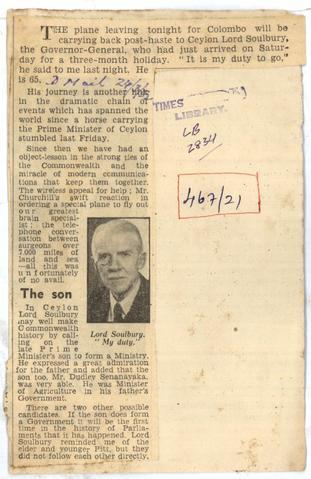 THE plane leaving tonight for Colombo will be
carrying back post-haste to Ceylon Lord Soulbury,
the Governor-General, who had just arrived on Satur-
day for a three-month holiday. "It is my duty to go,"
he said to me last night. He
is 65. D. Mail
His journey is another link
in the dramatic chain of
events which has spanned the
world since a horse carrying
the Prime Minister of Ceylon
stumbled last Friday.
Since then we have had an
object-lesson in the strong ties of
the Commonwealth and the
miracle of modern communica-
tions that keep them together.
The wireless appeal for help; Mr.
Churchill's swift reaction in
ordering a special plane to fly out
our greatest
brain special-
ist; the tele-
phone conver-
sation between
surgeons over
7,000 miles of
land and sea
—all this was
unfortunately
of no avail.
The son
In Ceylon
Lord Soulbury
may well make
Commonwealth
history by call-
ing on the
late Prime
Minister's son to form a Ministry.
He expressed a great admiration
for the father and added that the
son too, Mr. Dudley Senanayaka,
was very able. He was Minister
of Agriculture in his father's
Government.
There are two other possible
candidates. If the son does form
a Government it will be the first
time in the history of Parlia-
ments that it has happened. Lord
Soulbury reminded me of the
elder and younger Pitt, but they
did not follow each other directly.
Lord Soulbury.
"My duty."
TIMES
LIBRARY.
LB
2834
467/21